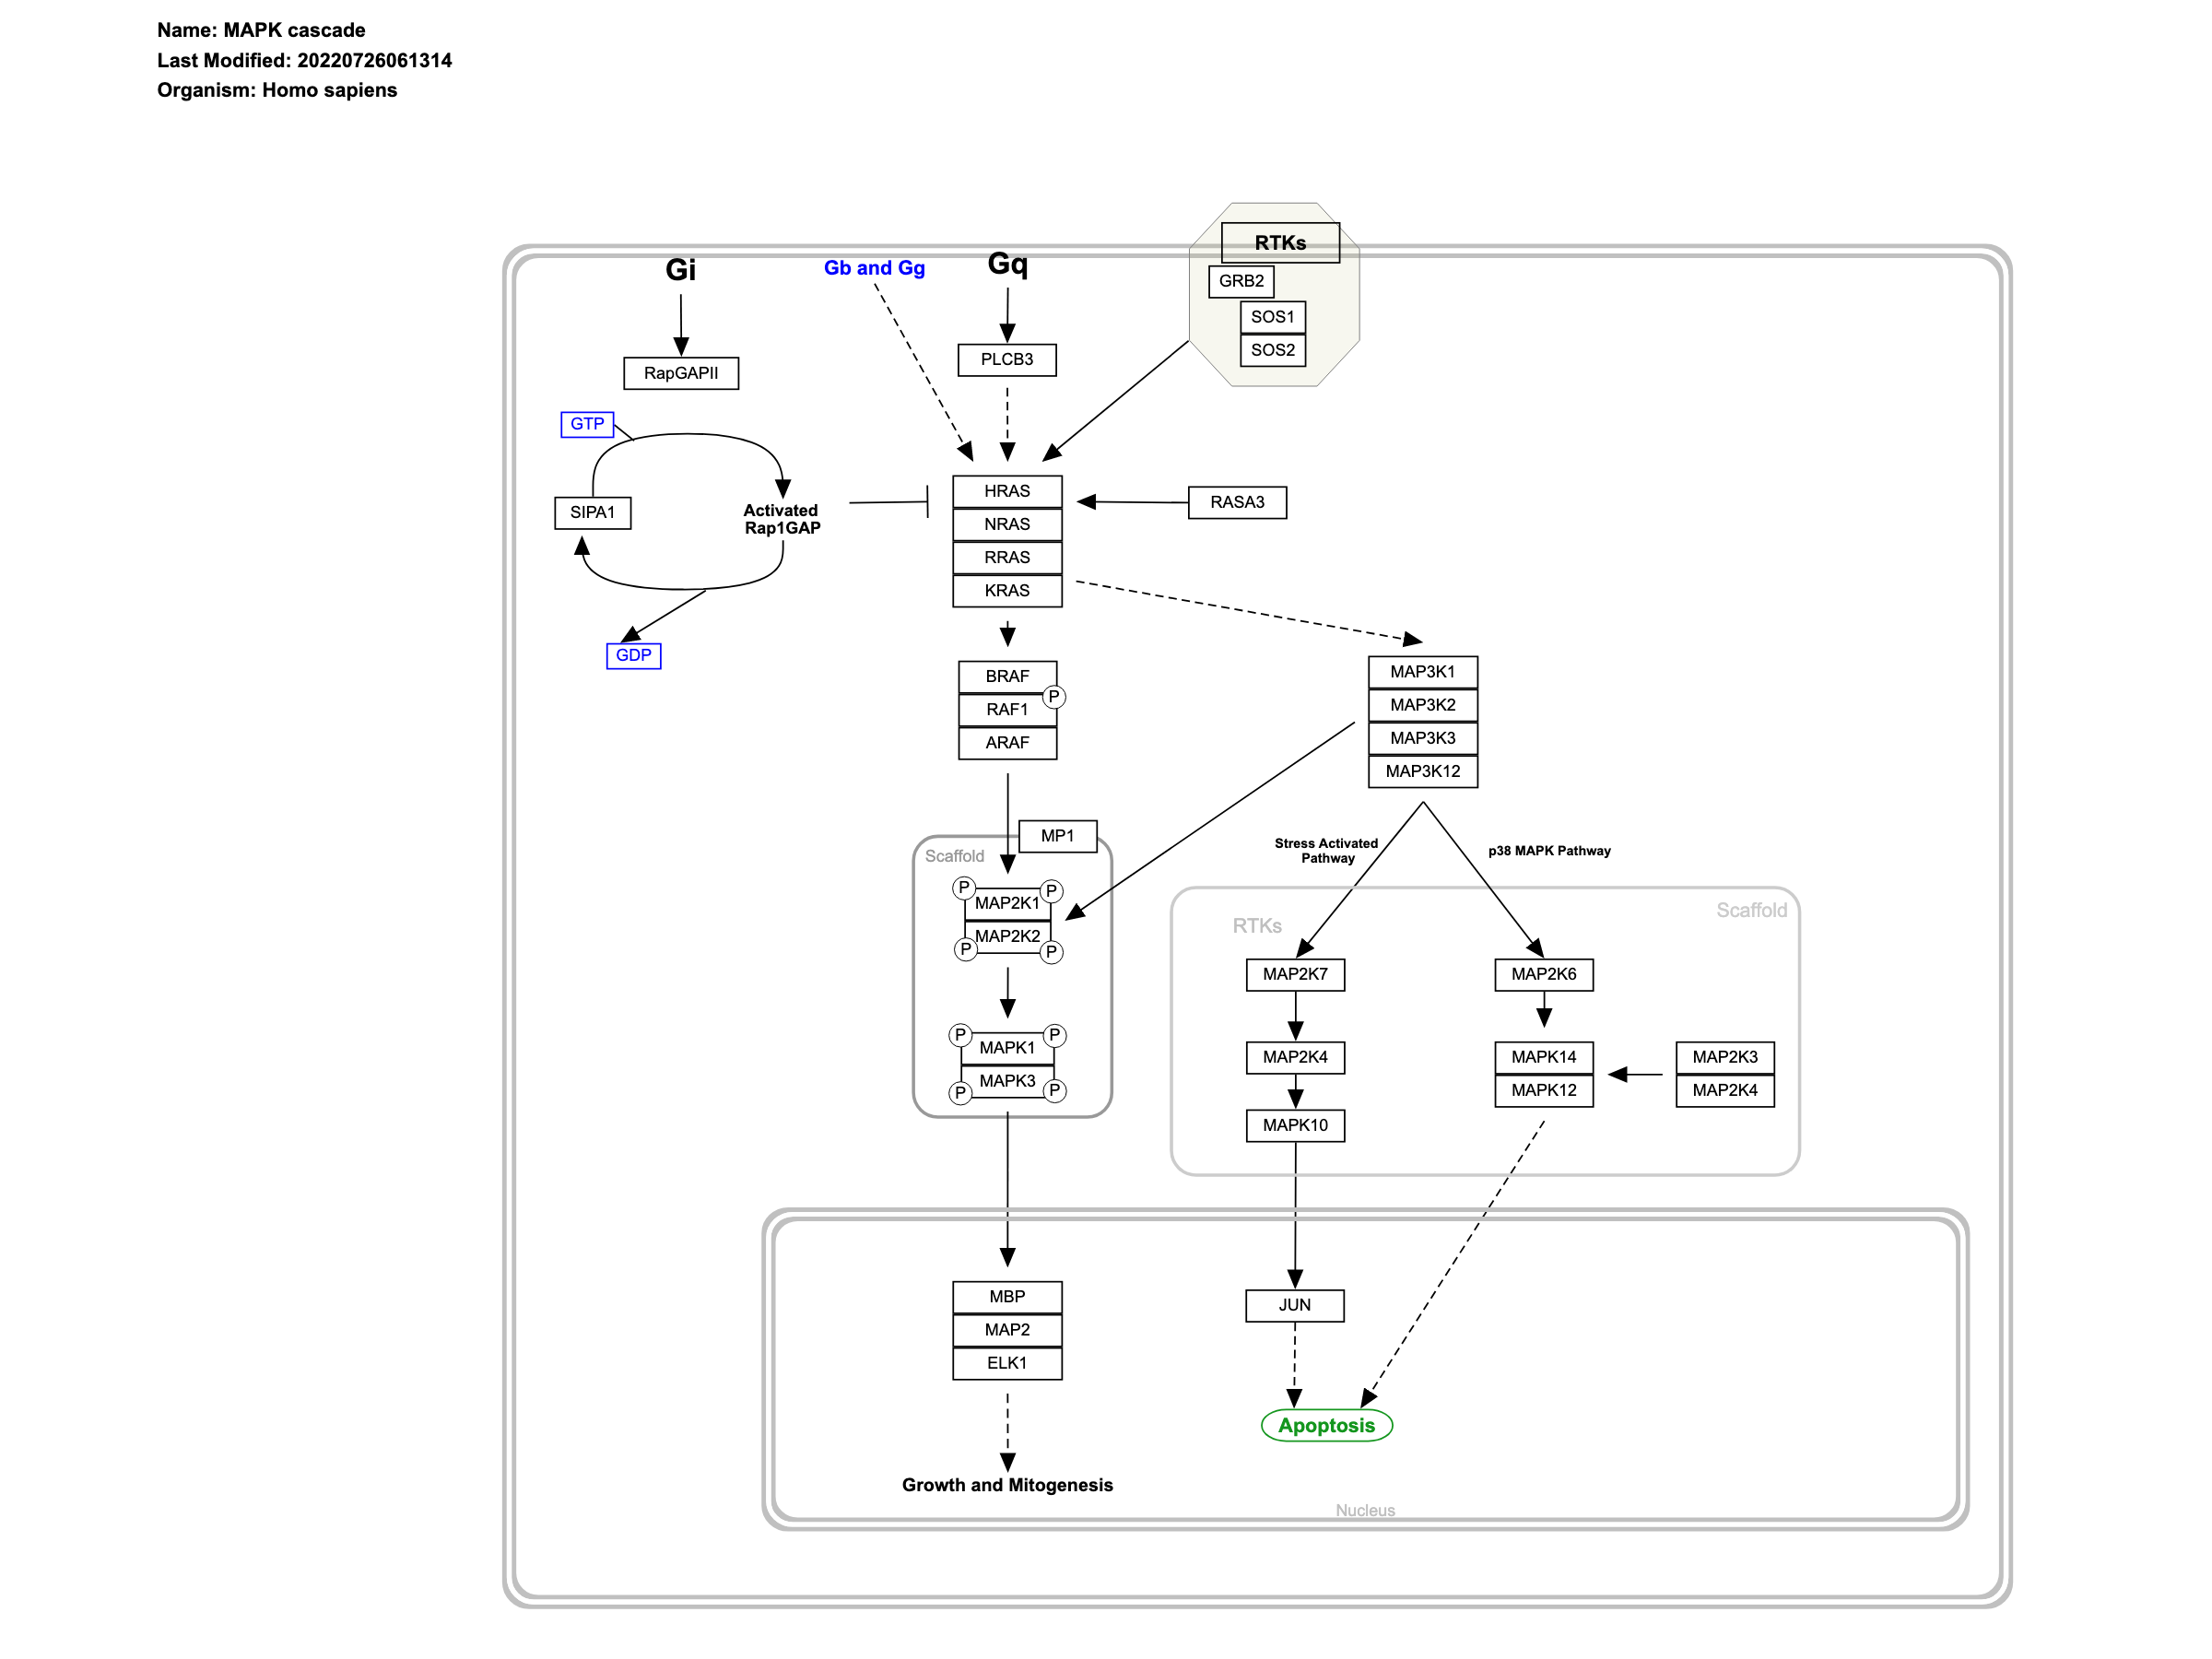 Name: MAPK cascade
Last Modified: 20220726061314
Organism: Homo sapiens
RTKs
GRB2
SOS1
SOS2
Gi
Gb and Gg
Gq
PLCB3
RapGAPII
GTP
SIPA1
Activated
Rap1GAP
GDP
HRAS
NRAS
RRAS
KRAS
RASA3
BRAF
P
RAF1
ARAF
MAP3K1
MAP3K2
MAP3K3
MAP3K12
MP1
Scaffold
P
P
MAP2K1
MAP2K2
P
P
P
P
MAPK1
MAPK3
P
P
Stress Activated
Pathway
p38 MAPK Pathway
Scaffold
RTKs
MAP2K7
MAP2K6
MAP2K4
MAPK14
MAP2K3
MAPK12
MAP2K4
MAPK10
MBP
MAP2
ELK1
JUN
Apoptosis
Growth and Mitogenesis
Nucleus